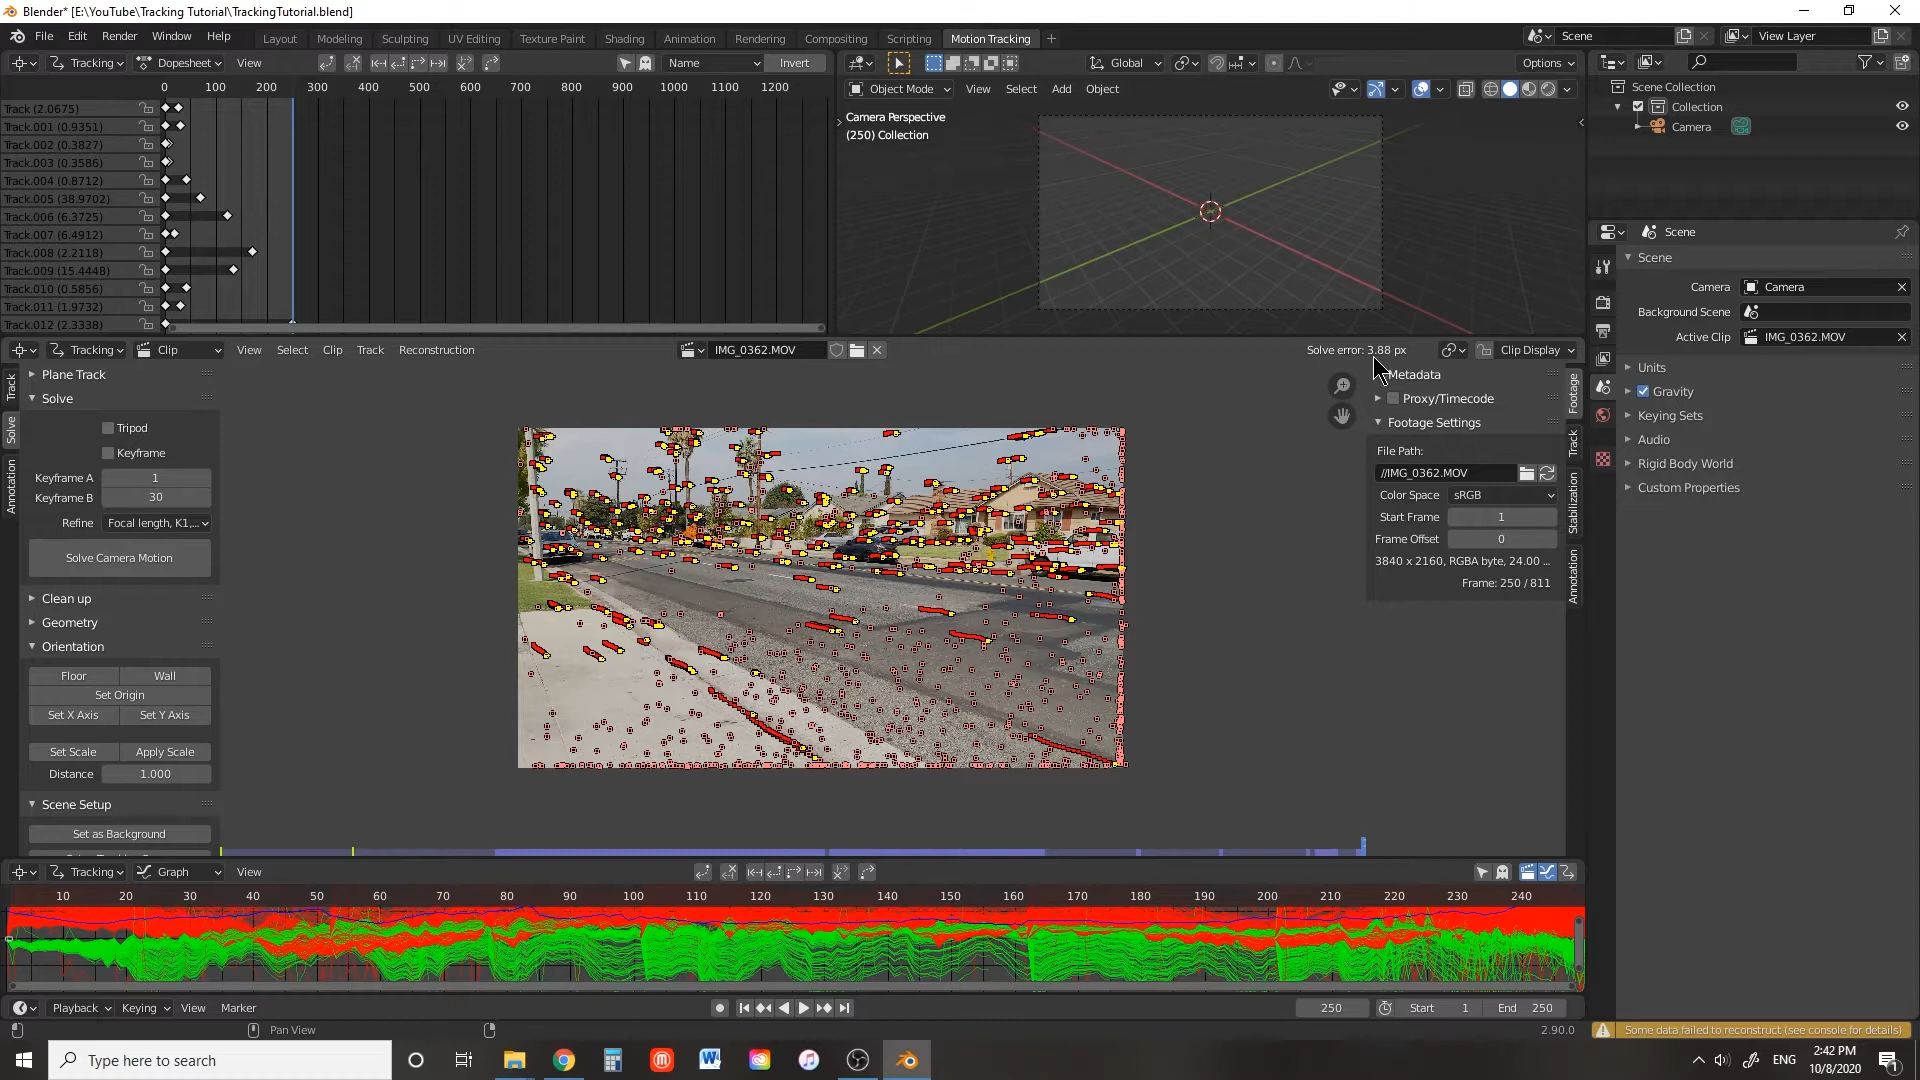 Blender* [E:\YouTube\Tracking Tutorial\TrackingTutorial.blend]
File Edit Render Window Help Layout Modeling Sculpting UV Editing Texture Paint Shading Animation Rendering Compositing Scripting Motion Tracking + Scene View Layer
Tracking Dopesheet View Name Invert Global Options
0 100 200 300 400 500 600 700 800 900 1000 1100 1200
Object Mode View Select Add Object
Camera Perspective
(250) Collection
Track (2.0675)
Track.001 (0.9351)
Track.002 (0.3827)
Track.003 (0.3586)
Track.004 (0.8712)
Track.005 (38.9702)
Track.006 (6.3725)
Track.007 (6.4912)
Track.008 (2.2118)
Track.009 (15.4448)
Track.010 (0.5856)
Track.011 (1.9732)
Track.012 (2.3338)
Scene Collection
Collection
Camera
Scene
Scene
Camera Camera
Background Scene
Active Clip IMG_0362.MOV
Units
Gravity
Keying Sets
Audio
Rigid Body World
Custom Properties
Tracking Clip View Select Clip Track Reconstruction IMG_0362.MOV Solve error: 3.88 px Clip Display
Track
Solve
Annotation
Plane Track
Solve
Tripod
Keyframe
Keyframe A 1
Keyframe B 30
Refine Focal length, K1,...
Solve Camera Motion
Clean up
Geometry
Orientation
Floor Wall
Set Origin
Set X Axis Set Y Axis
Set Scale Apply Scale
Distance 1.000
Scene Setup
Set as Background
Metadata
Proxy/Timecode
Footage Settings
File Path:
//IMG_0362.MOV
Color Space sRGB
Start Frame 1
Frame Offset 0
3840 x 2160, RGBA byte, 24.00 ...
Frame: 250 / 811
Footage
Track
Stabilization
Annotation
Tracking Graph View
10 20 30 40 50 60 70 80 90 100 110 120 130 140 150 160 170 180 190 200 210 220 230 240
Playback Keying View Marker 250 Start 1 End 250
Pan View 2.90.0 Some data failed to reconstruct (see console for details)
Type here to search ENG 2:42 PM
10/8/2020 1